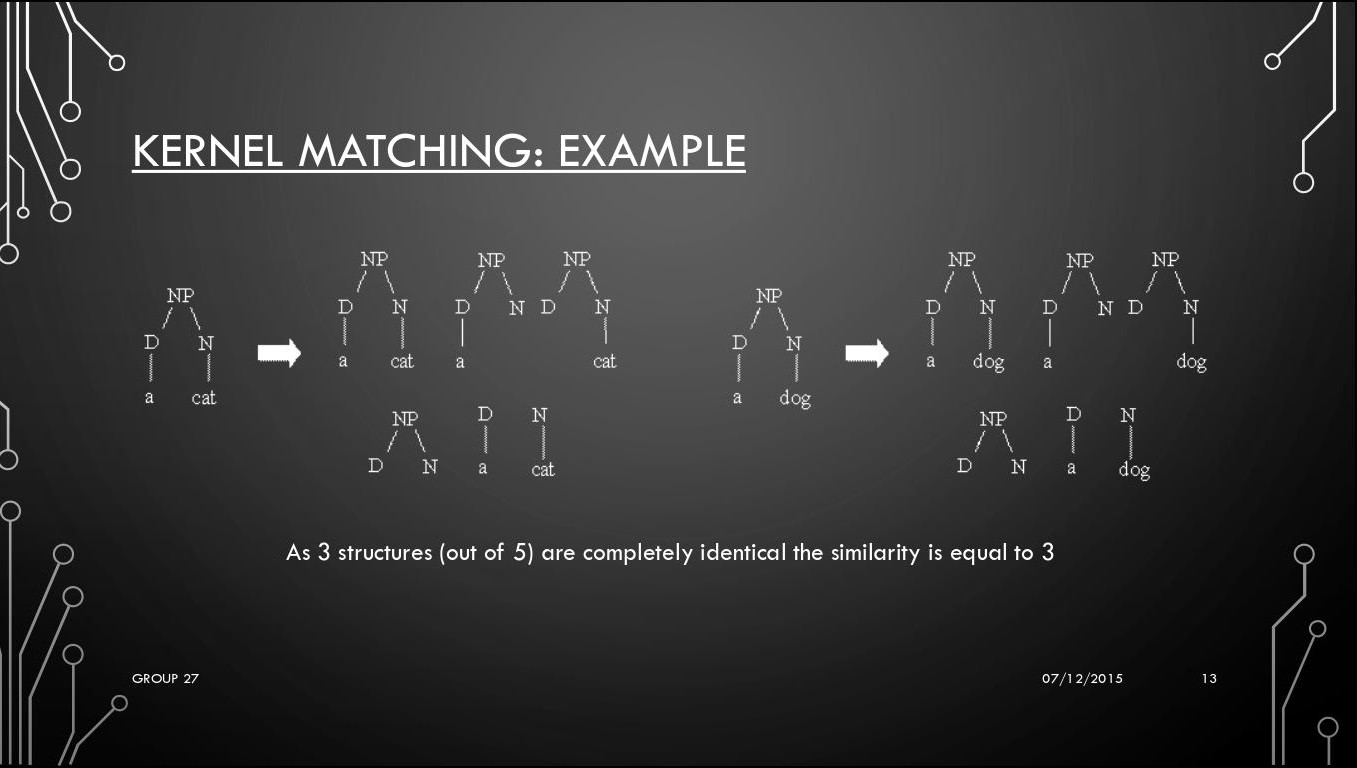 KERNEL MATCHING: EXAMPLE
NP
D N
a cat
NP NP NP
D N D N D N
a cat a cat
NP D N
D N a cat
NP
D N
a dog
NP NP NP
D N D N D N
a dog a dog
NP D N
D N a dog
As 3 structures (out of 5) are completely identical the similarity is equal to 3
GROUP 27 07/12/2015 13